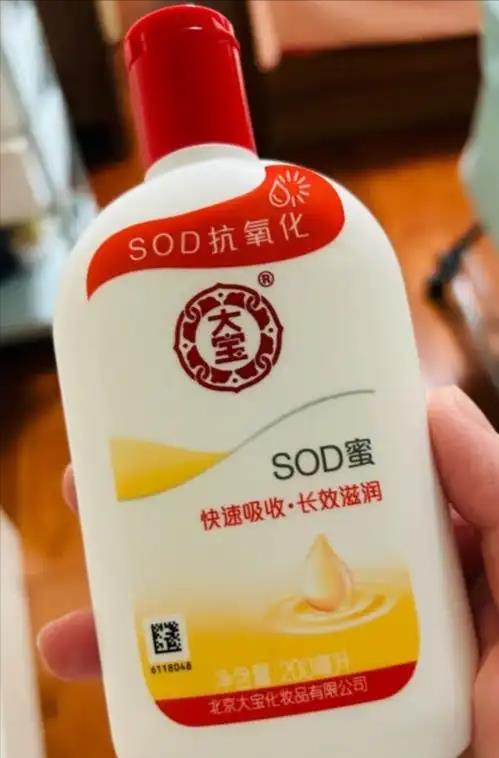 SOD抗氧化
®
大宝
SOD蜜
快速吸收·长效滋润
6118048
净含量 200毫升
北京大宝化妆品有限公司